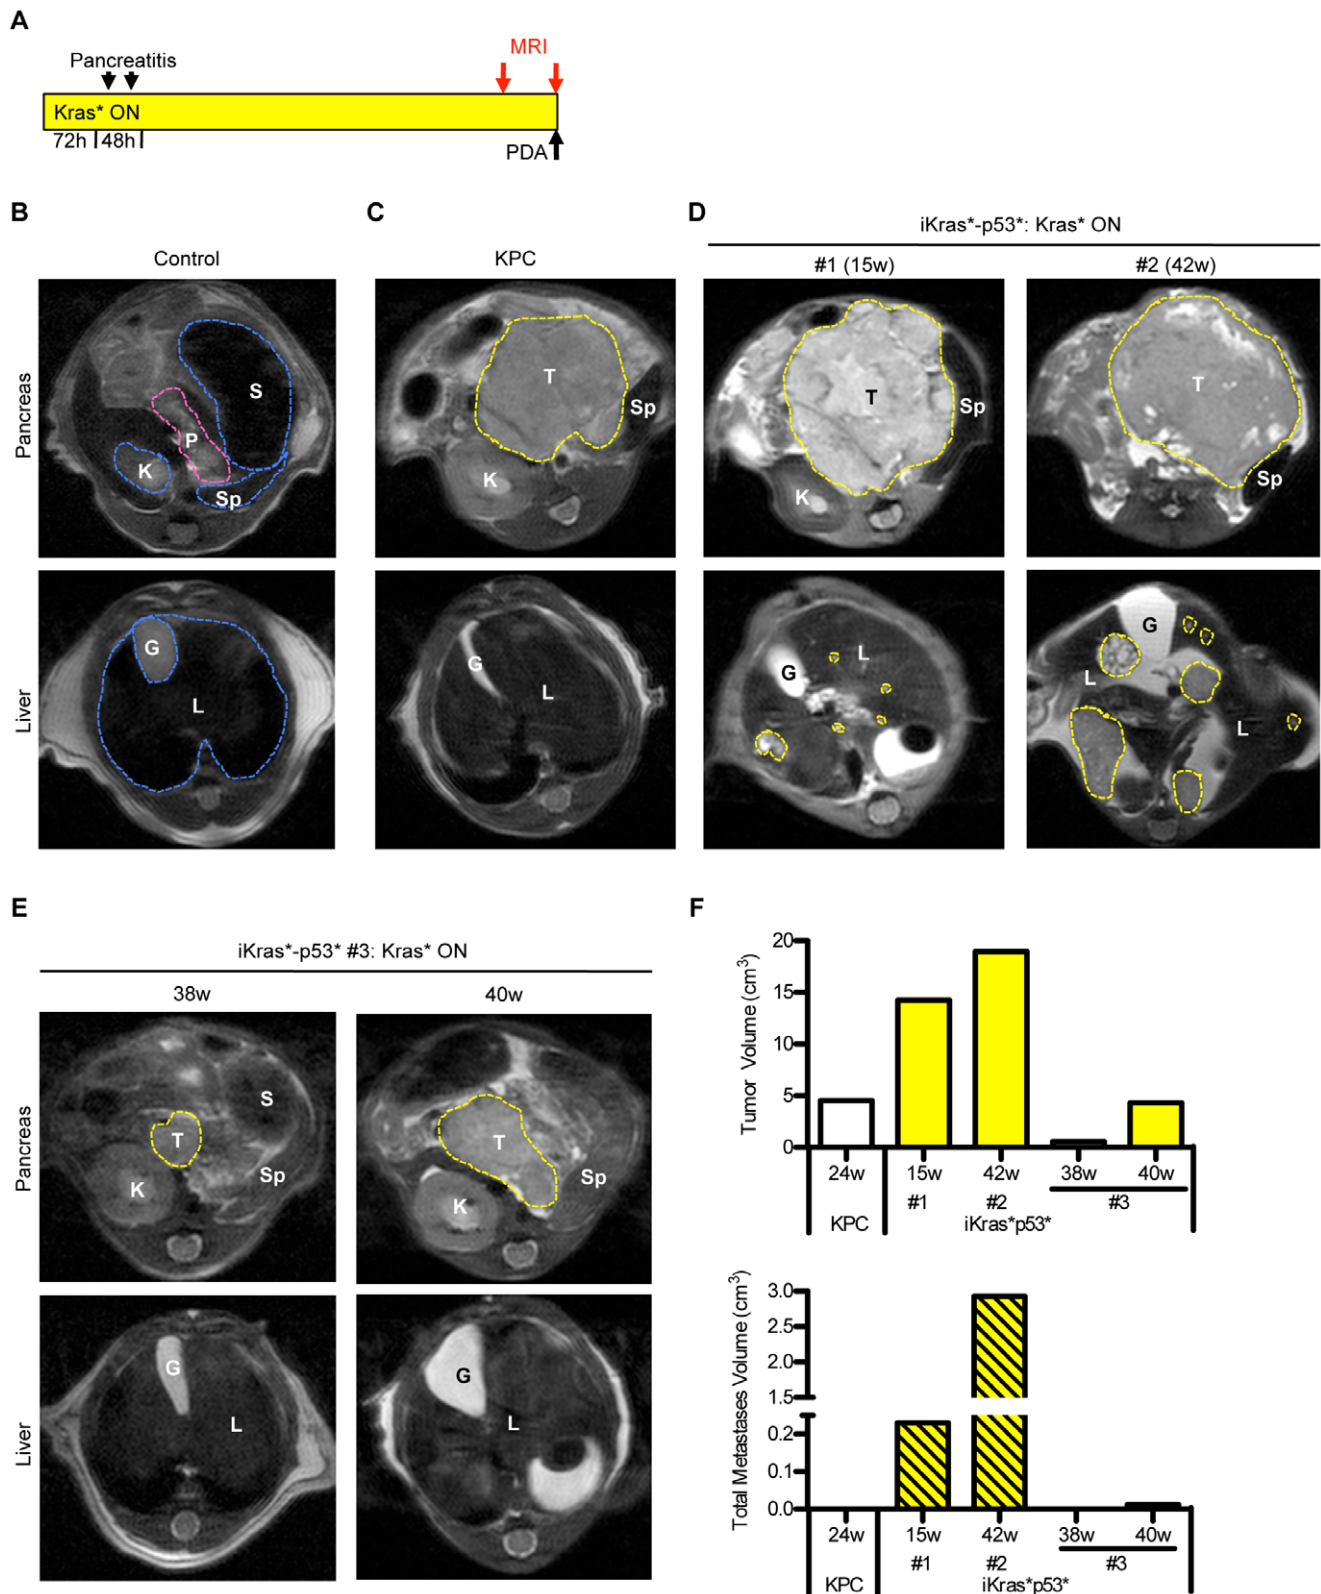 A
Pancreatitis
MRI
Kras* ON
72h
48h
PDA
B
C
D
iKras*-p53*: Kras* ON
Control
KPC
#1 (15w)
#2 (42w)
Pancreas
S
P
K
Sp
T
Sp
K
T
Sp
K
T
Sp
Liver
G
L
G
L
G
L
G
L
L
E
iKras*-p53* #3: Kras* ON
38w
40w
Pancreas
S
T
Sp
K
T
Sp
K
Liver
G
L
G
L
F
Tumor Volume (cm³)
20
15
10
5
0
24w
15w
42w
38w
40w
#1
#2
#3
KPC
iKras*p53*
Total Metastases Volume (cm³)
3.0
2.5
2.0
1.5
0.2
0.1
0.0
24w
15w
42w
38w
40w
#1
#2
#3
KPC
iKras*p53*